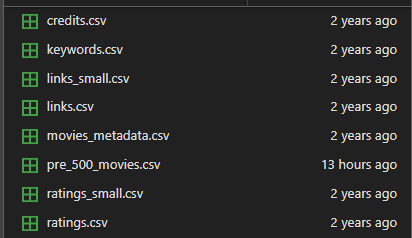 credits.csv 2 years ago
keywords.csv 2 years ago
links_small.csv 2 years ago
links.csv 2 years ago
movies_metadata.csv 2 years ago
pre_500_movies.csv 13 hours ago
ratings_small.csv 2 years ago
ratings.csv 2 years ago